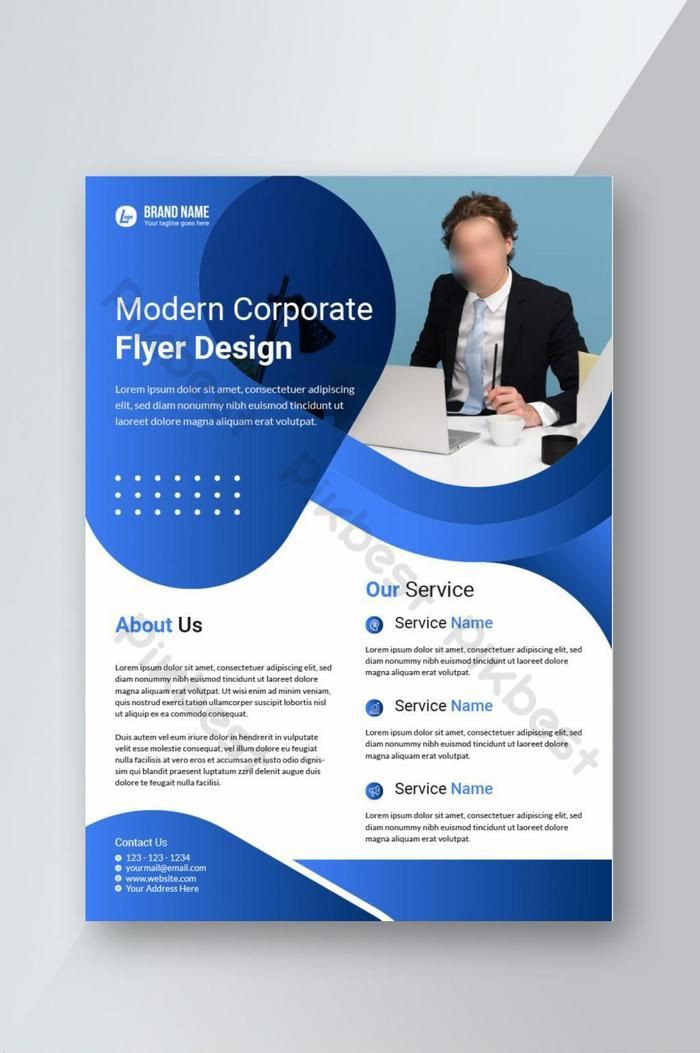 BRAND NAME
Your tagline goes here
Modern Corporate
Flyer Design
Lorem ipsum dolor sit amet, consectetuer adipiscing
elit, sed diam nonummy nibh euismod tincidunt ut
laoreet dolore magna aliquam erat volutpat.
About Us
Lorem ipsum dolor sit amet, consectetuer adipiscing elit, sed
diam nonummy nibh euismod tincidunt ut laoreet dolore
magna aliquam erat volutpat. Ut wisi enim ad minim veniam,
quis nostrud exerci tation ullamcorper suscipit lobortis nisl
ut aliquip ex ea commodo consequat.
Duis autem vel eum iriure dolor in hendrerit in vulputate
velit esse molestie consequat, vel illum dolore eu feugiat
nulla facilisis at vero eros et accumsan et iusto odio dignis-
sim qui blandit praesent luptatum zzril delenit augue duis
dolore te feugait nulla facilisi.
Our Service
Service Name
Lorem ipsum dolor sit amet, consectetuer adipiscing elit, sed
diam nonummy nibh euismod tincidunt ut laoreet dolore
magna aliquam erat volutpat.
Service Name
Lorem ipsum dolor sit amet, consectetuer adipiscing elit, sed
diam nonummy nibh euismod tincidunt ut laoreet dolore
magna aliquam erat volutpat.
Service Name
Lorem ipsum dolor sit amet, consectetuer adipiscing elit, sed
diam nonummy nibh euismod tincidunt ut laoreet dolore
magna aliquam erat volutpat.
Contact Us
123 - 123 - 1234
yourmail@email.com
www.website.com
Your Address Here
pikbest
pikbest
pikbest
pikbest